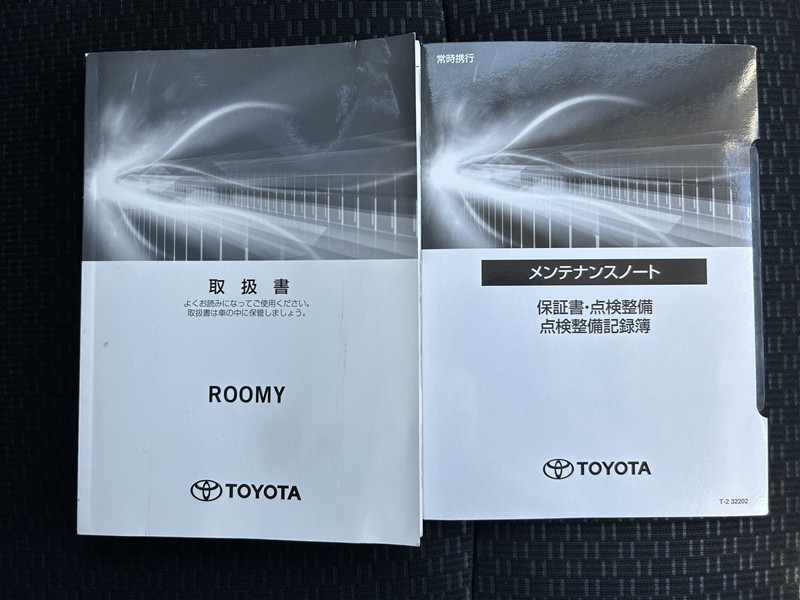 取扱書
よくお読みになってご使用ください。
取扱書は車の中に保管しましょう。
ROOMY
TOYOTA
常時携行
メンテナンスノート
保証書・点検整備
点検整備記録簿
TOYOTA
T-2 32202